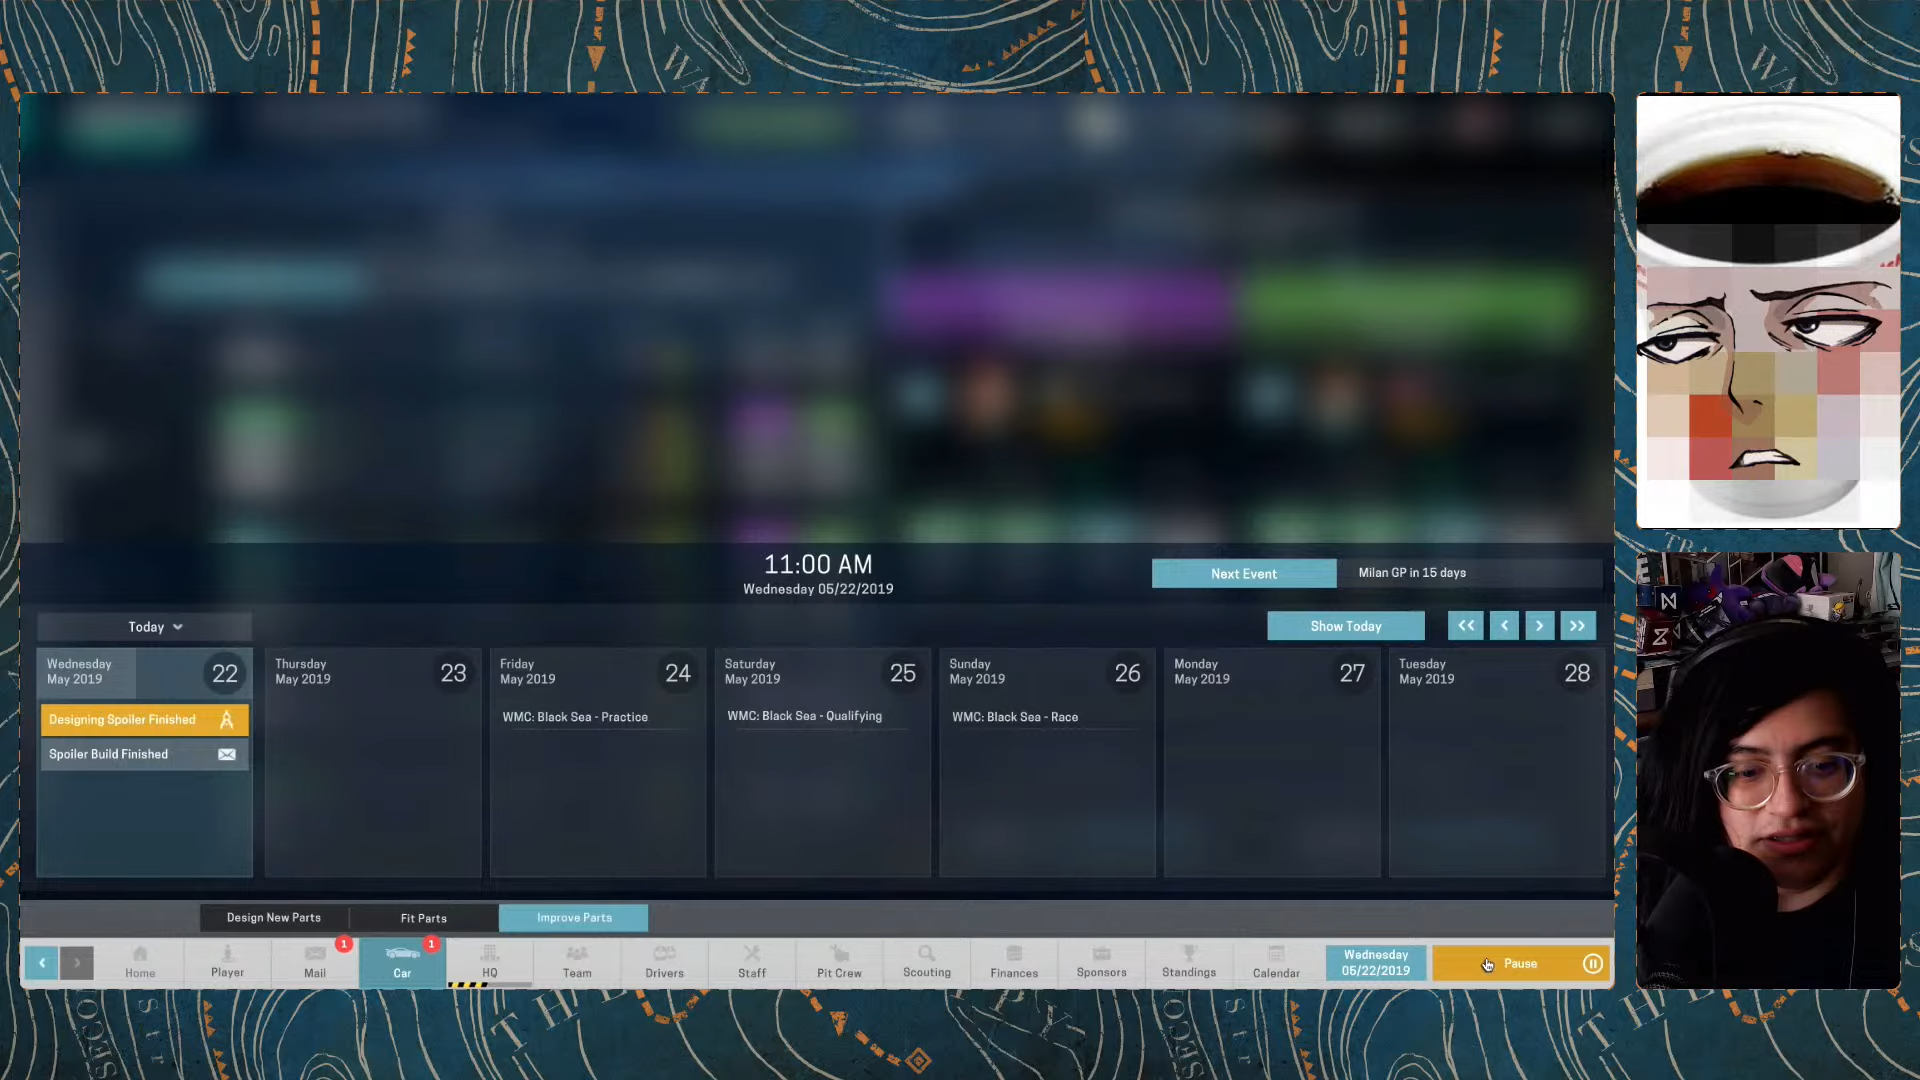 11:00 AM
Wednesday 05/22/2019
Next Event
Milan GP in 15 days
Today
Show Today
<<
<
>
>>
Wednesday
May 2019
22
Designing Spoiler Finished
Spoiler Build Finished
Thursday
May 2019
23
Friday
May 2019
24
WMC: Black Sea - Practice
Saturday
May 2019
25
WMC: Black Sea - Qualifying
Sunday
May 2019
26
WMC: Black Sea - Race
Monday
May 2019
27
Tuesday
May 2019
28
Design New Parts
Fit Parts
Improve Parts
Home
Player
Mail
1
Car
1
HQ
Team
Drivers
Staff
Pit Crew
Scouting
Finances
Sponsors
Standings
Calendar
Wednesday
05/22/2019
Pause